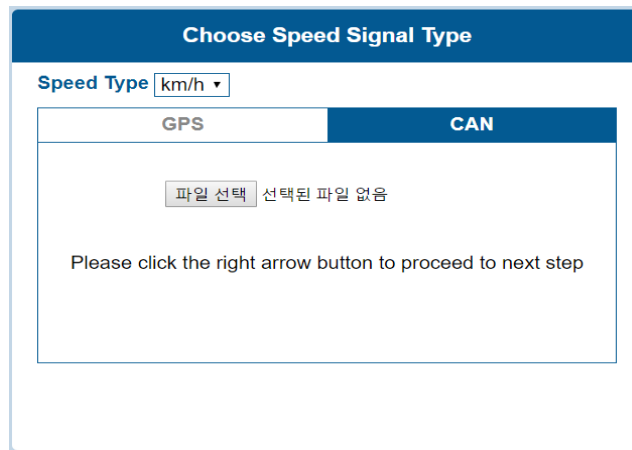 Choose Speed Signal Type
Speed Type km/h
GPS CAN
파일 선택 선택된 파일 없음
Please click the right arrow button to proceed to next step